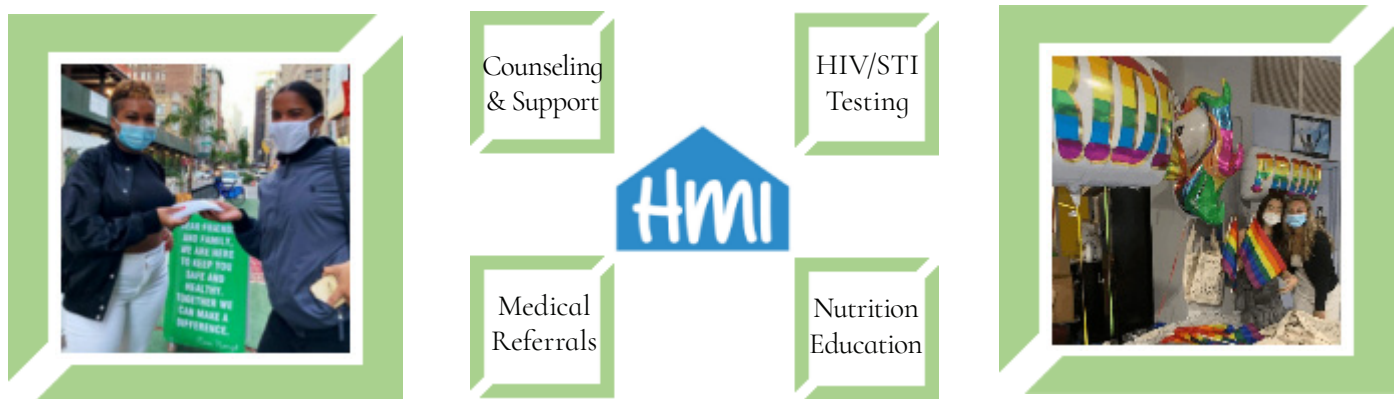 DEAR FRIENDS
AND FAMILY,
WE ARE HERE
TO KEEP YOU
SAFE AND
HEALTHY.
TOGETHER WE
CAN MAKE A
DIFFERENCE.
Counseling
& Support
HIV/STI
Testing
HMI
Medical
Referrals
Nutrition
Education